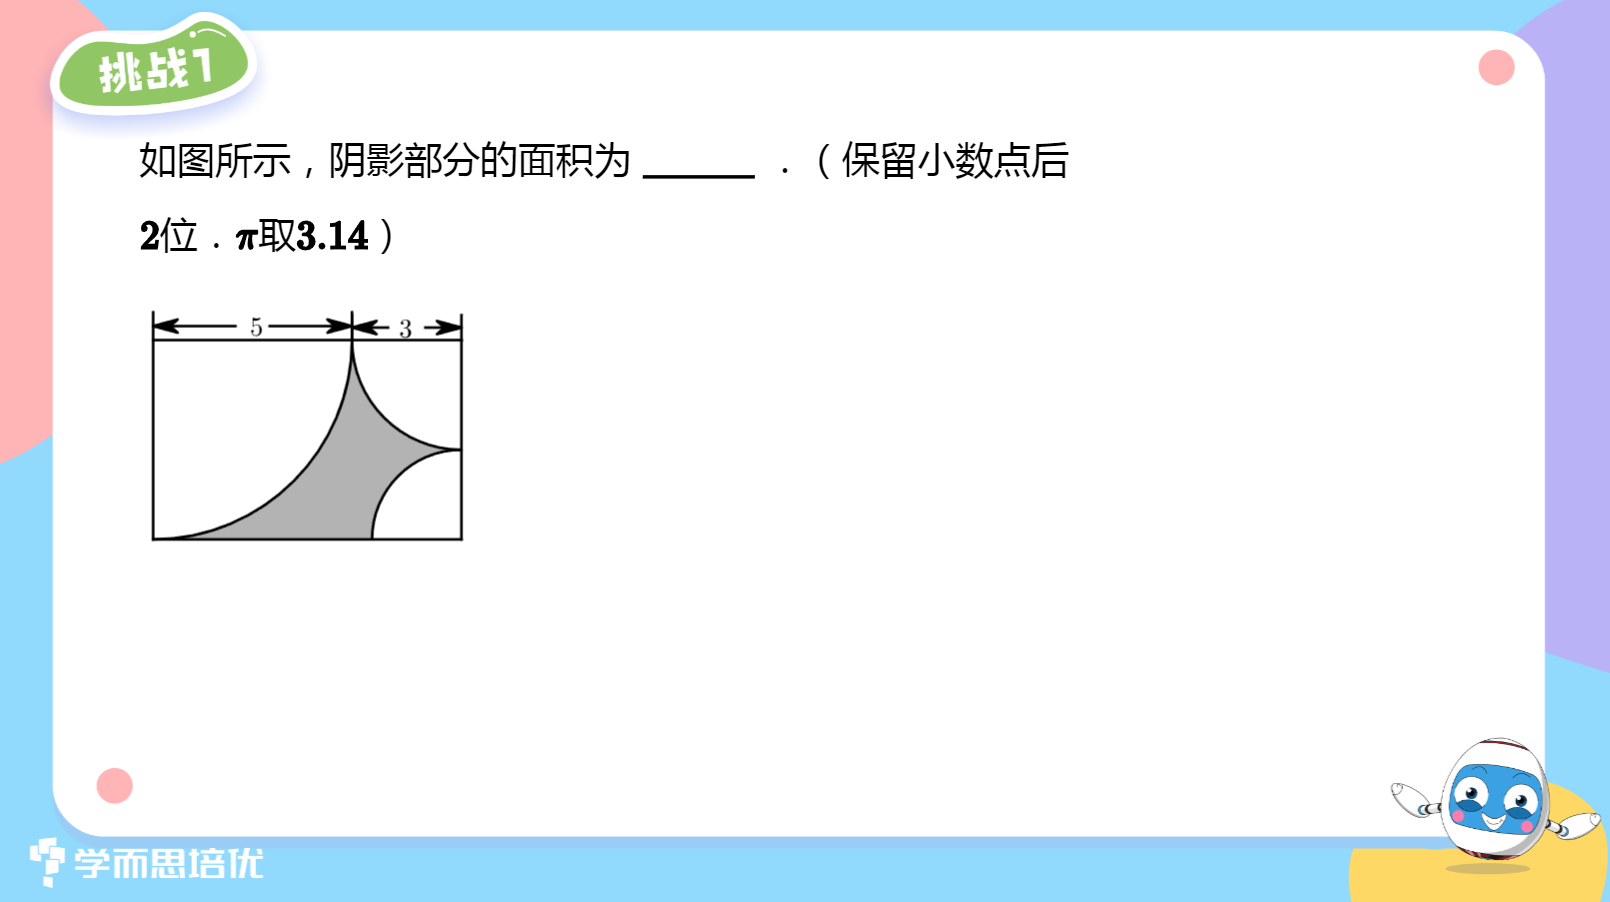 挑战1
如图所示，阴影部分的面积为 ______ ．（保留小数点后
2位．π取3.14）
5
3
学而思培优